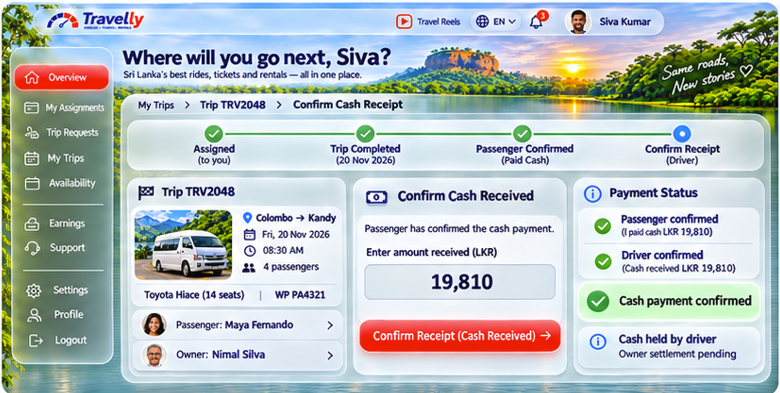 Travelly
Travel Reels
EN
3
Siva Kumar
Where will you go next, Siva?
Sri Lanka's best rides, tickets and rentals — all in one place.
Same roads,
New stories ♡
Overview
My Assignments
Trip Requests
My Trips
Availability
Earnings
Support
Settings
Profile
Logout
My Trips > Trip TRV2048 > Confirm Cash Receipt
Assigned
(to you)
Trip Completed
(20 Nov 2026)
Passenger Confirmed
(Paid Cash)
Confirm Receipt
(Driver)
Trip TRV2048
Colombo → Kandy
Fri, 20 Nov 2026
08:30 AM
4 passengers
Toyota Hiace (14 seats) | WP PA4321
Passenger: Maya Fernando >
Owner: Nimal Silva >
Confirm Cash Received
Passenger has confirmed the cash payment.
Enter amount received (LKR)
19,810
Confirm Receipt (Cash Received) →
Payment Status
Passenger confirmed
(I paid cash LKR 19,810)
Driver confirmed
(Cash received LKR 19,810)
Cash payment confirmed
Cash held by driver
Owner settlement pending